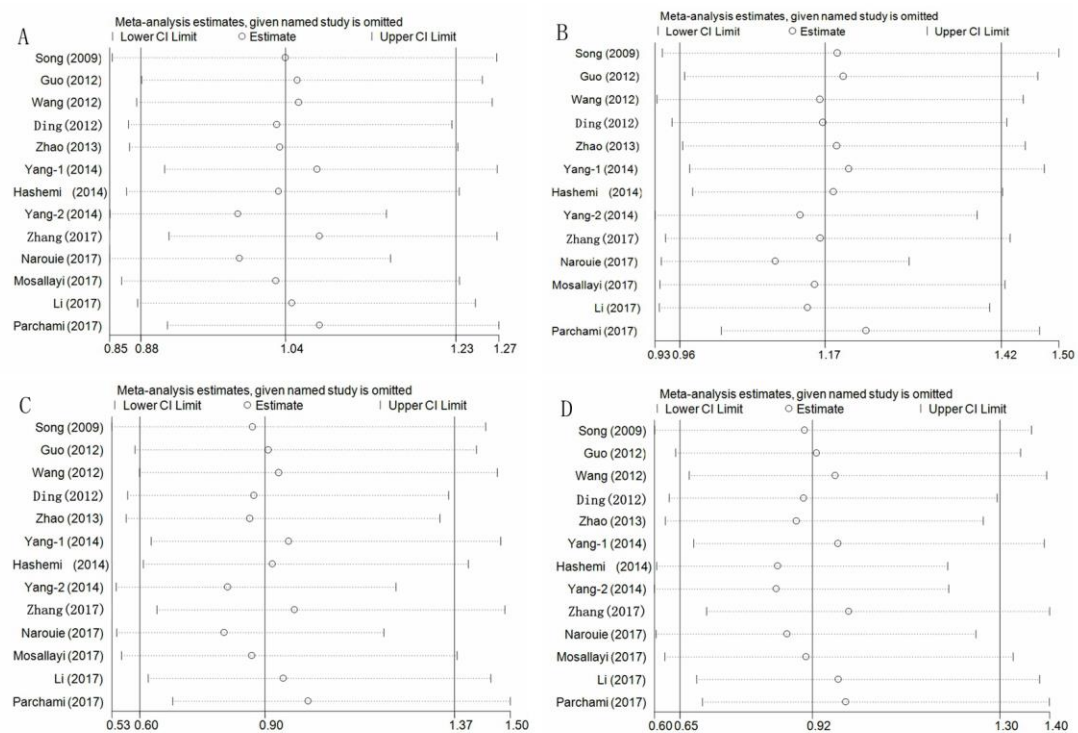 A
Meta-analysis estimates, given named study is omitted
Lower CI Limit Estimate Upper CI Limit
Song (2009)
Guo (2012)
Wang (2012)
Ding (2012)
Zhao (2013)
Yang-1 (2014)
Hashemi (2014)
Yang-2 (2014)
Zhang (2017)
Narouie (2017)
Mosallayi (2017)
Li (2017)
Parchami (2017)
0.85 0.88 1.04 1.23 1.27
B
Meta-analysis estimates, given named study is omitted
Lower CI Limit Estimate Upper CI Limit
Song (2009)
Guo (2012)
Wang (2012)
Ding (2012)
Zhao (2013)
Yang-1 (2014)
Hashemi (2014)
Yang-2 (2014)
Zhang (2017)
Narouie (2017)
Mosallayi (2017)
Li (2017)
Parchami (2017)
0.93 0.96 1.17 1.42 1.50
C
Meta-analysis estimates, given named study is omitted
Lower CI Limit Estimate Upper CI Limit
Song (2009)
Guo (2012)
Wang (2012)
Ding (2012)
Zhao (2013)
Yang-1 (2014)
Hashemi (2014)
Yang-2 (2014)
Zhang (2017)
Narouie (2017)
Mosallayi (2017)
Li (2017)
Parchami (2017)
0.53 0.60 0.90 1.37 1.50
D
Meta-analysis estimates, given named study is omitted
Lower CI Limit Estimate Upper CI Limit
Song (2009)
Guo (2012)
Wang (2012)
Ding (2012)
Zhao (2013)
Yang-1 (2014)
Hashemi (2014)
Yang-2 (2014)
Zhang (2017)
Narouie (2017)
Mosallayi (2017)
Li (2017)
Parchami (2017)
0.60 0.65 0.92 1.30 1.40